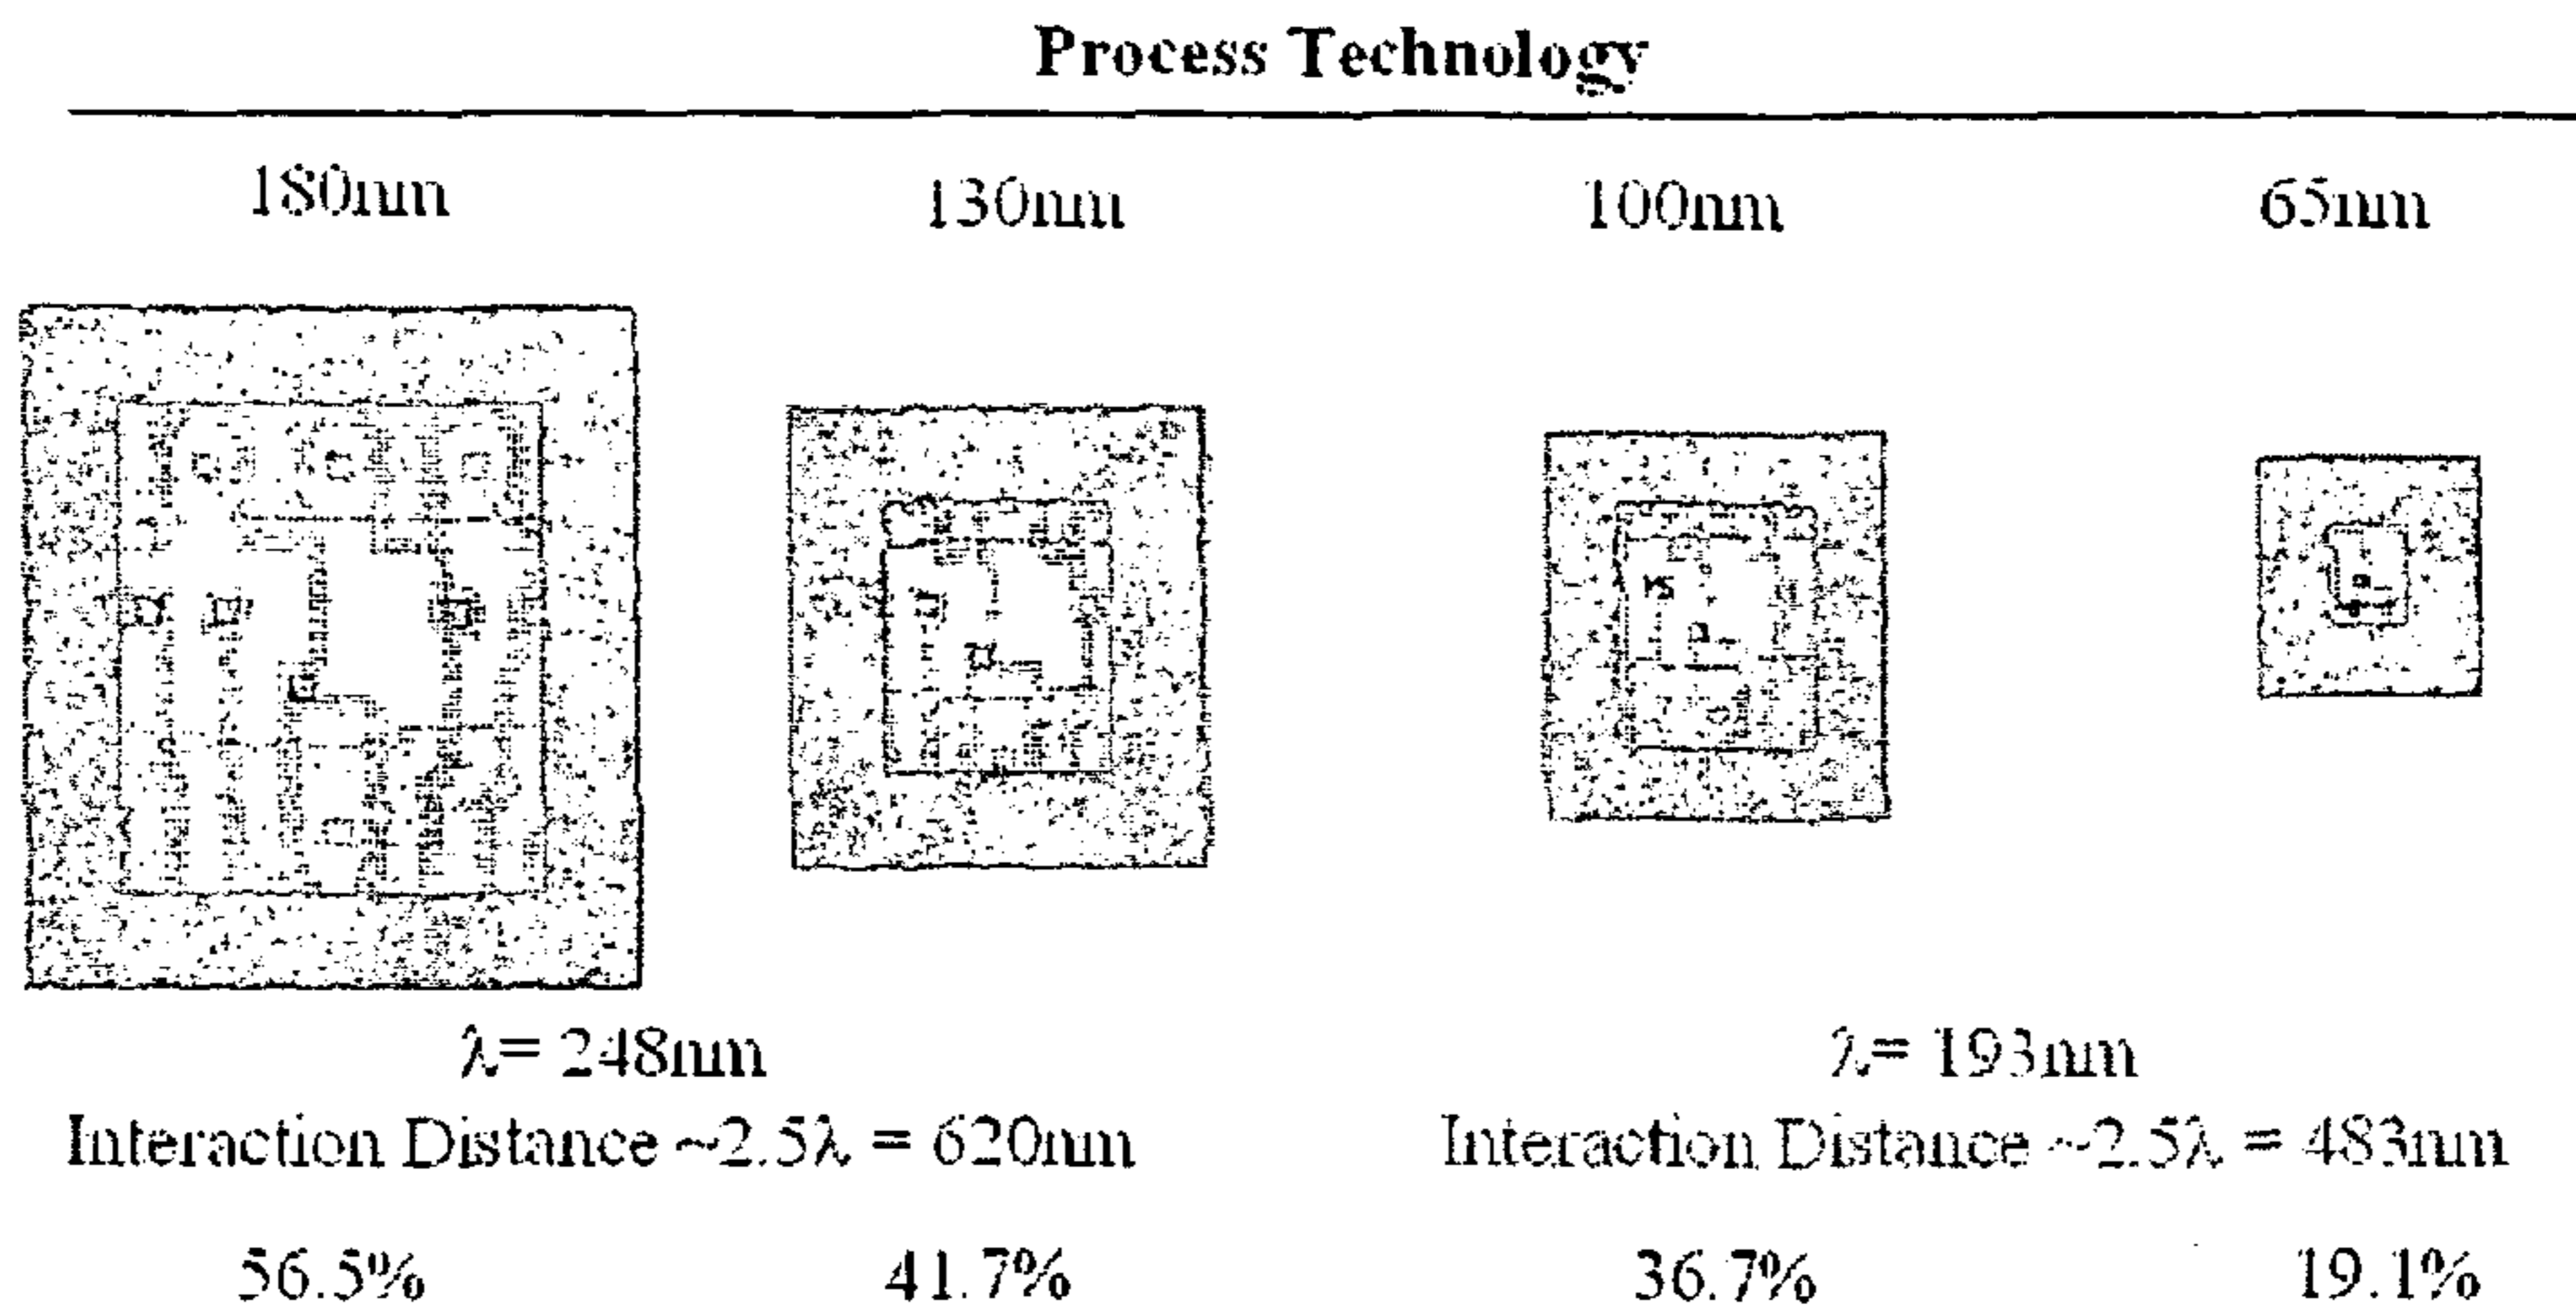 Process Technology
180nm 130nm 100nm 65nm
λ= 248nm λ= 193nm
Interaction Distance ~2.5λ = 620nm Interaction Distance ~2.5λ = 483nm
56.5% 41.7% 36.7% 19.1%